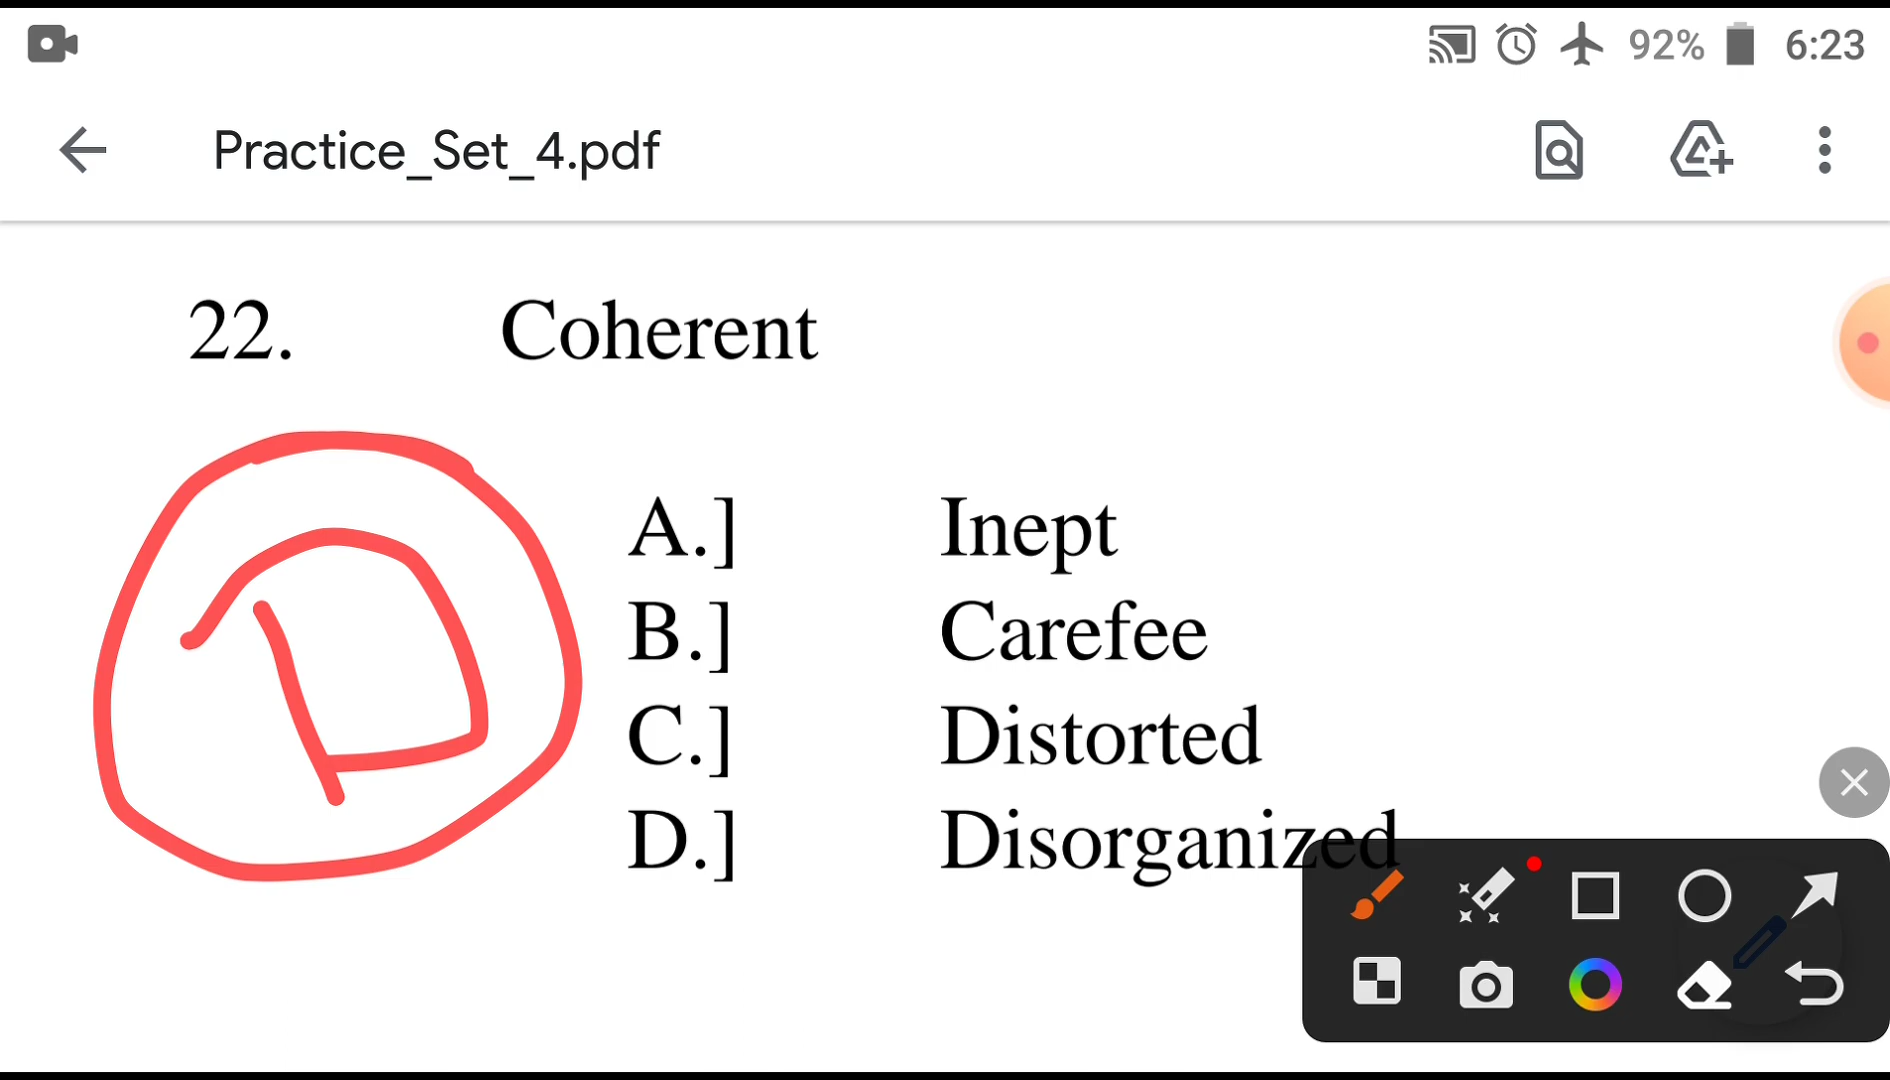 92% 6:23
Practice_Set_4.pdf
22. Coherent
D
A.] Inept
B.] Carefee
C.] Distorted
D.] Disorganized